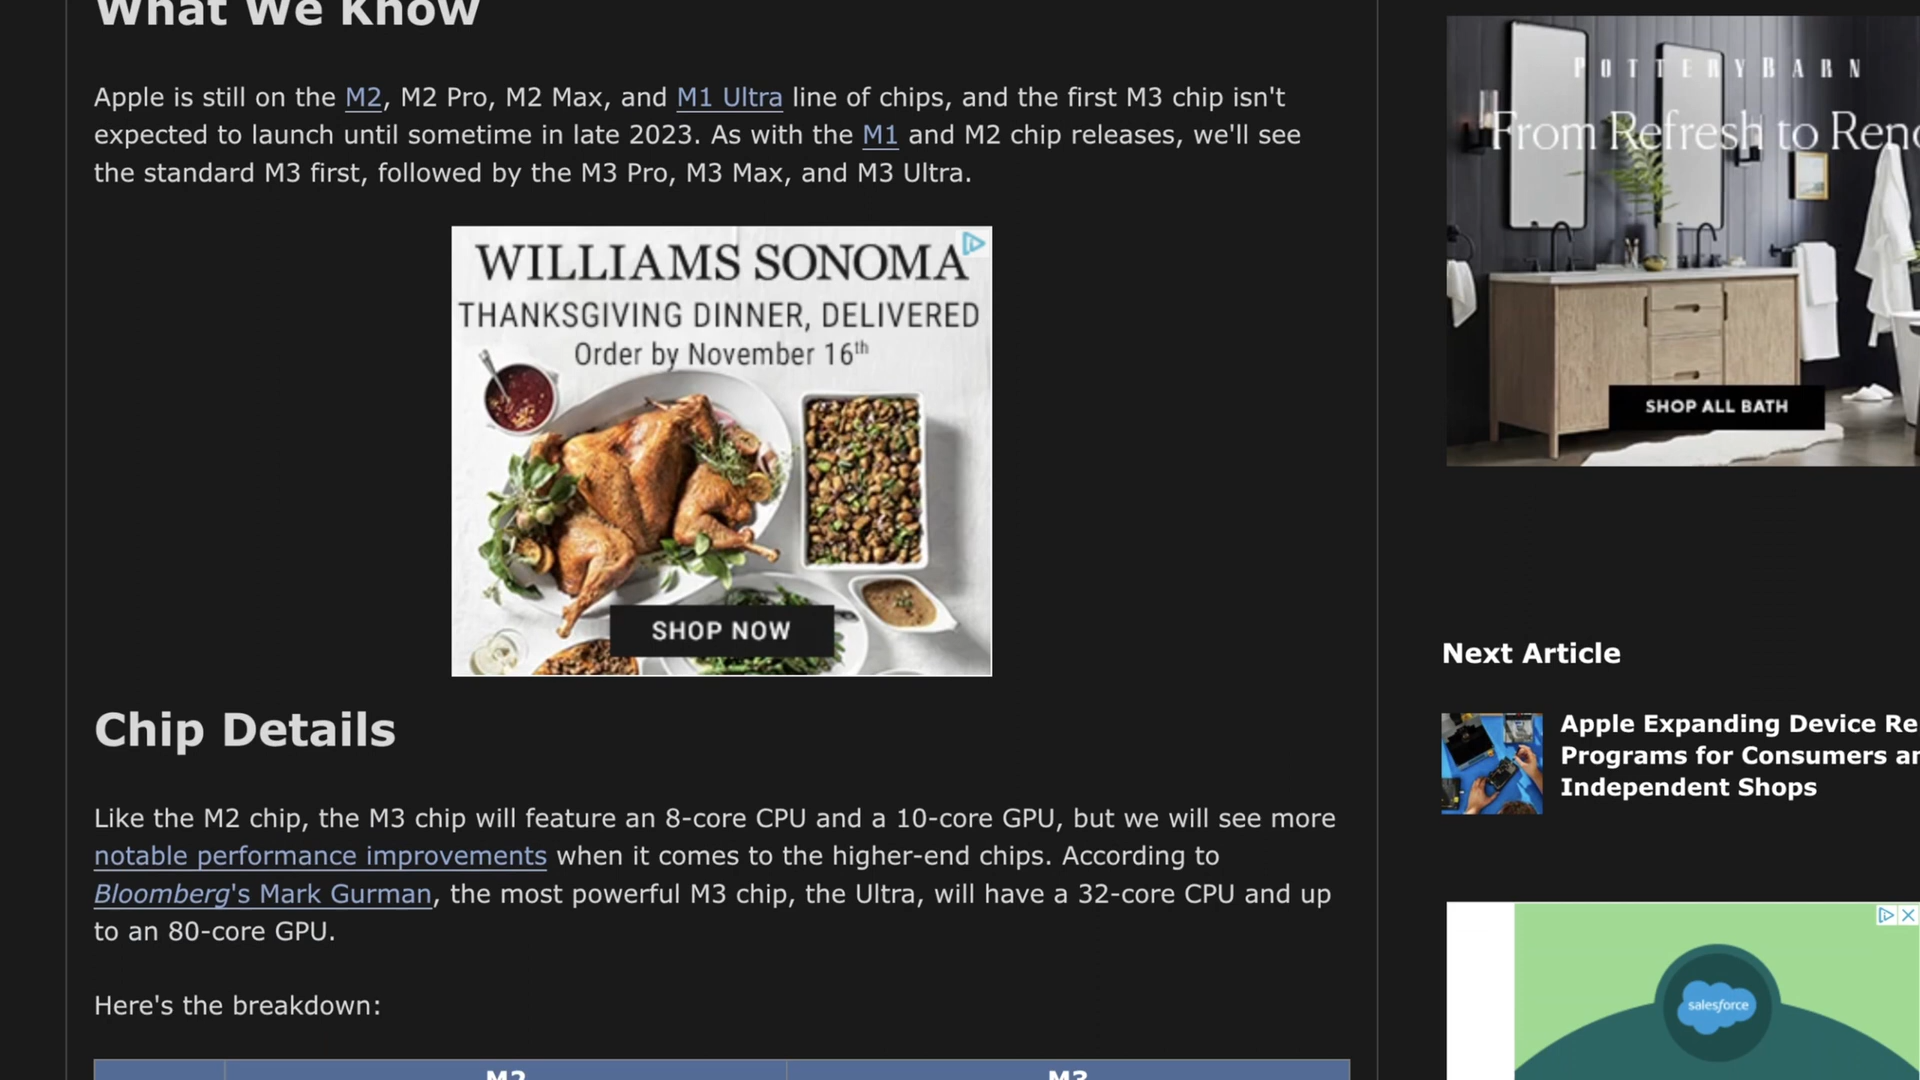 What We Know
Apple is still on the M2, M2 Pro, M2 Max, and M1 Ultra line of chips, and the first M3 chip isn't
expected to launch until sometime in late 2023. As with the M1 and M2 chip releases, we'll see
the standard M3 first, followed by the M3 Pro, M3 Max, and M3 Ultra.
WILLIAMS SONOMA
THANKSGIVING DINNER, DELIVERED
Order by November 16th
SHOP NOW
Chip Details
Like the M2 chip, the M3 chip will feature an 8-core CPU and a 10-core GPU, but we will see more
notable performance improvements when it comes to the higher-end chips. According to
Bloomberg's Mark Gurman, the most powerful M3 chip, the Ultra, will have a 32-core CPU and up
to an 80-core GPU.
Here's the breakdown:
M2 M3
POTTERY BARN
From Refresh to
SHOP ALL BATH
Next Article
Apple Expanding Device
Programs for Consumers
Independent Shops
salesforce